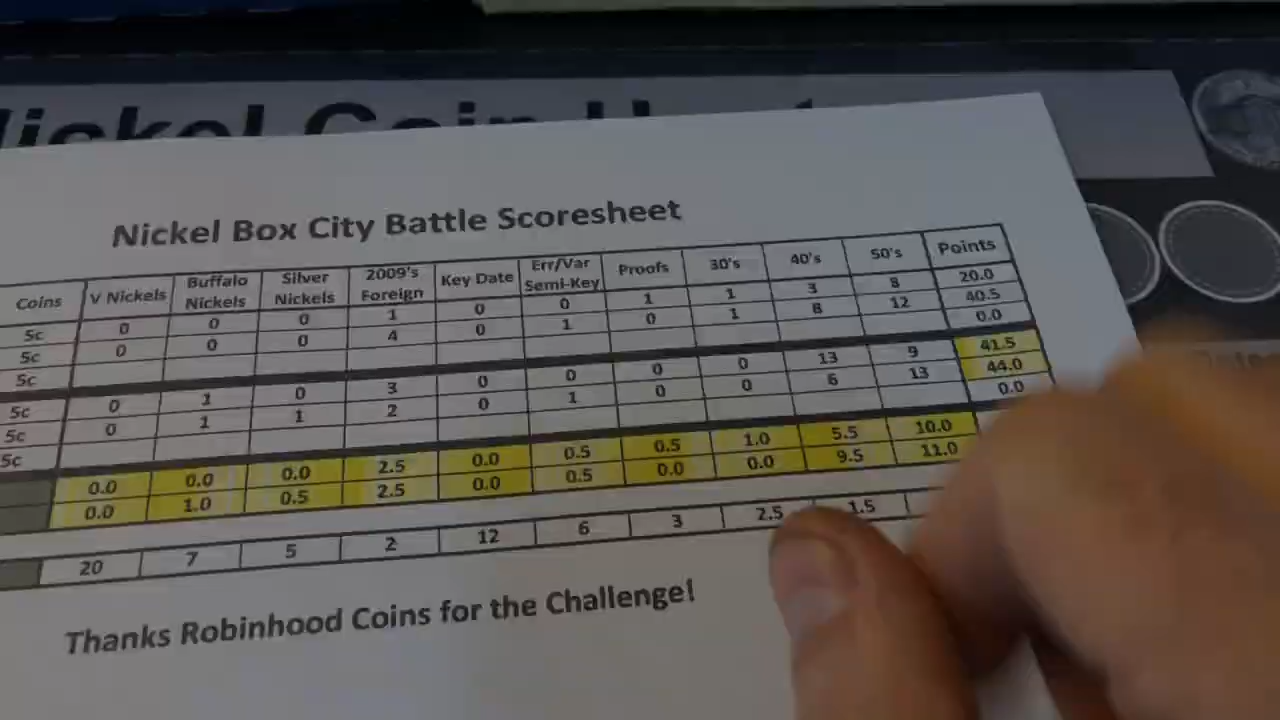 Nickel Coin Hunt
Nickel Box City Battle Scoresheet
Coins V Nickels Buffalo Nickels Silver Nickels 2009's Foreign Key Date Err/Var Semi-Key Proofs 30's 40's 50's Points
5c 0 0 0 1 0 0 1 1 3 8 20.0
5c 0 0 0 4 0 1 0 1 8 12 40.5
5c 0.0
5c 0 1 0 3 0 0 0 0 13 9 41.5
5c 0 1 1 2 0 1 0 0 6 13 44.0
5c 0.0
0.0 0.0 0.0 2.5 0.0 0.5 0.5 1.0 5.5 10.0
0.0 1.0 0.5 2.5 0.0 0.5 0.0 0.0 9.5 11.0
20 7 5 2 12 6 3 2.5 1.5
Thanks Robinhood Coins for the Challenge!